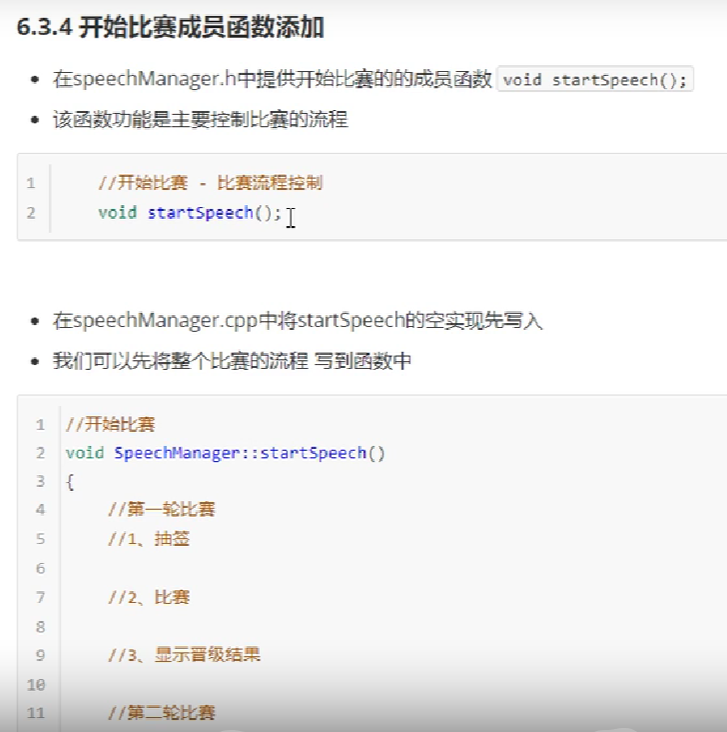 6.3.4 开始比赛成员函数添加
在speechManager.h中提供开始比赛的的成员函数 void startSpeech();
该函数功能是主要控制比赛的流程
1 //开始比赛 - 比赛流程控制
2 void startSpeech();
在speechManager.cpp中将startSpeech的空实现先写入
我们可以先将整个比赛的流程 写到函数中
1 //开始比赛
2 void SpeechManager::startSpeech()
3 {
4 //第一轮比赛
5 //1、抽签
6
7 //2、比赛
8
9 //3、显示晋级结果
10
11 //第二轮比赛